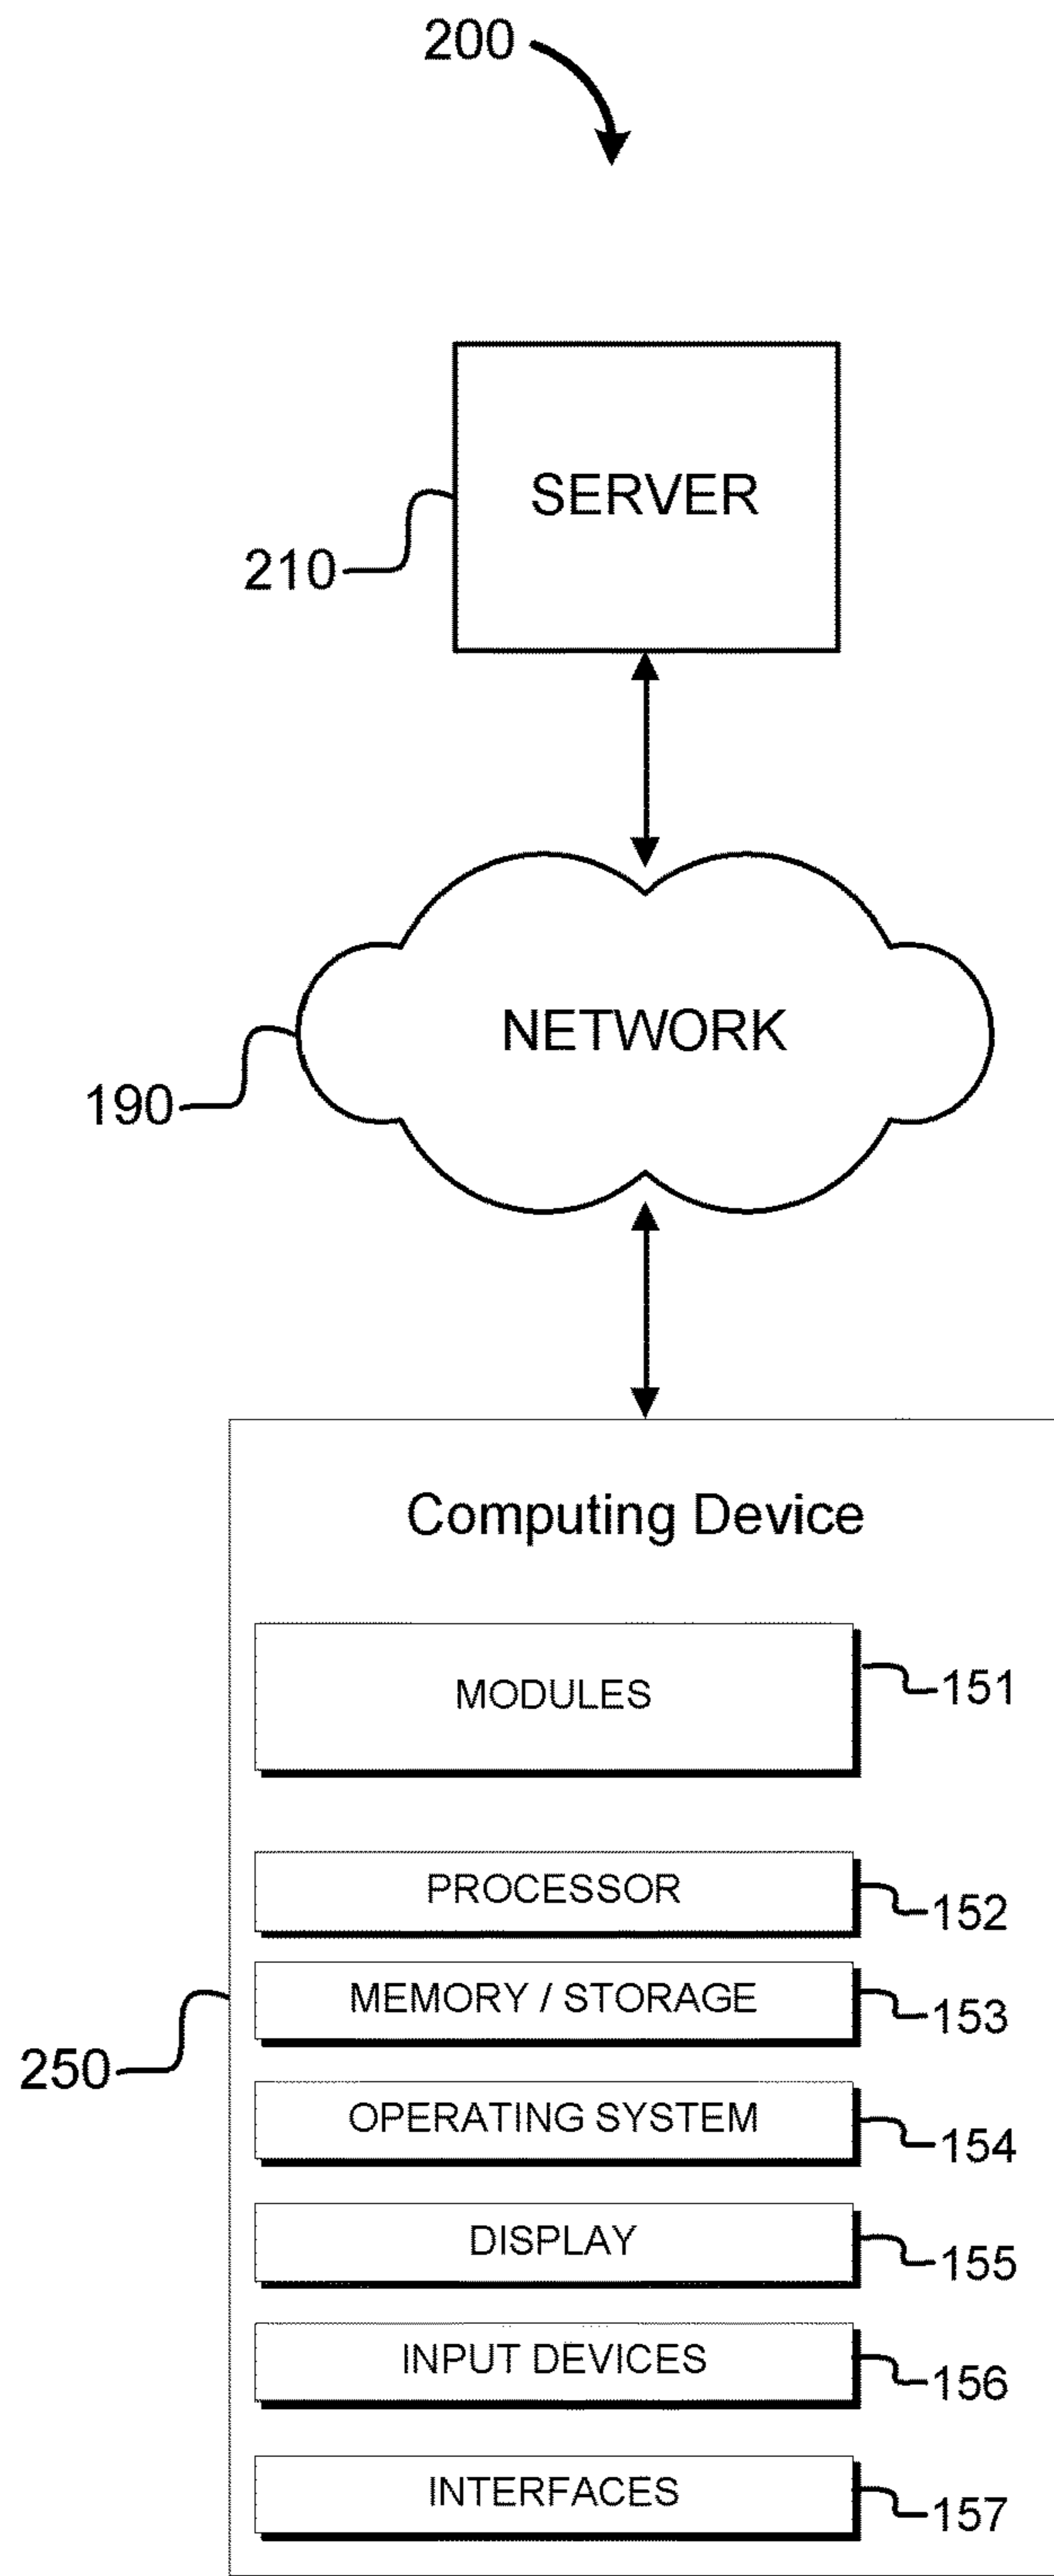 200
SERVER
210
NETWORK
190
Computing Device
MODULES
151
PROCESSOR
152
MEMORY / STORAGE
153
250
OPERATING SYSTEM
154
DISPLAY
155
INPUT DEVICES
156
INTERFACES
157